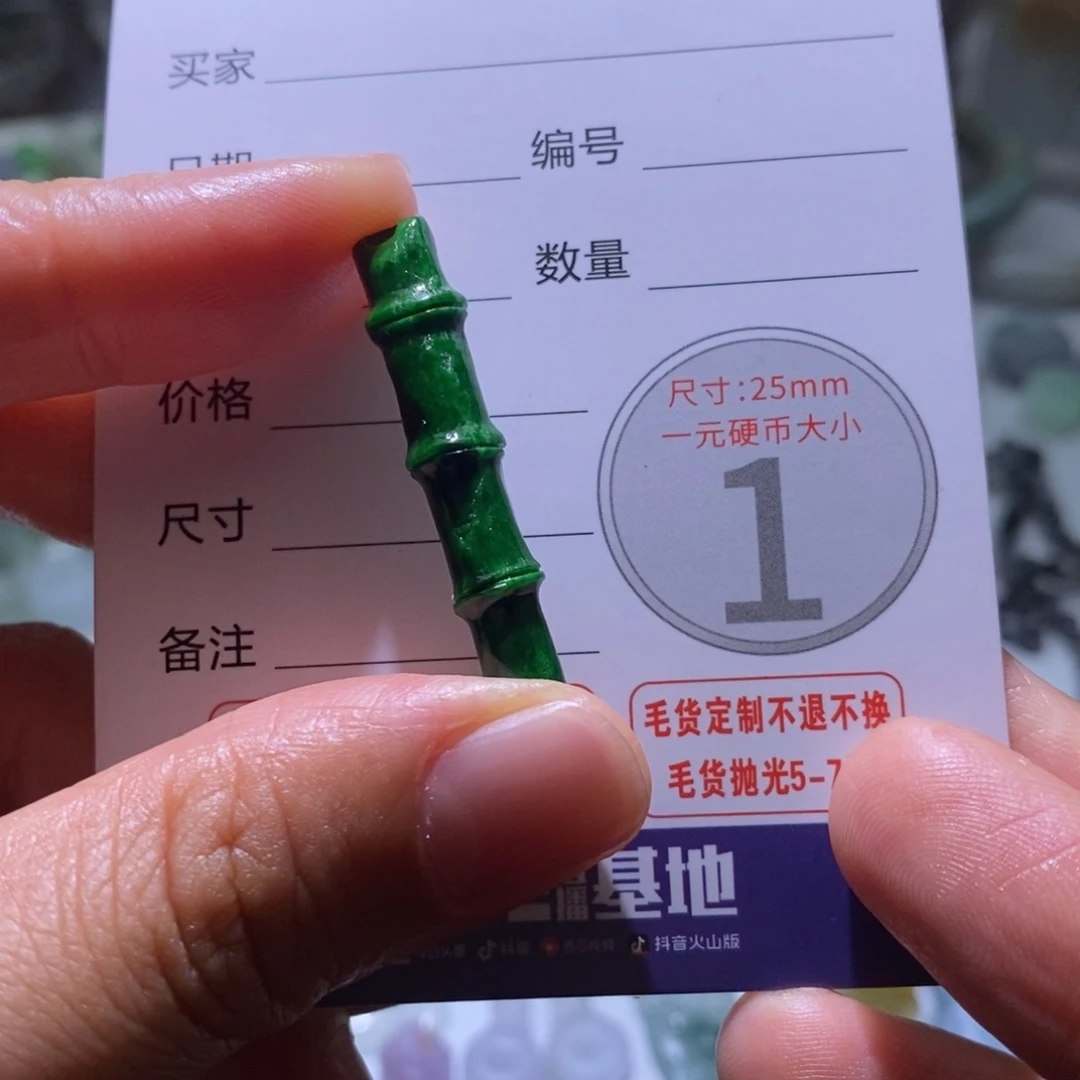 买家
日期
编号
数量
价格
尺寸
备注
尺寸:25mm
一元硬币大小
1
毛货定制不退不换
毛货抛光5-7
基地
抖音
抖音火山版